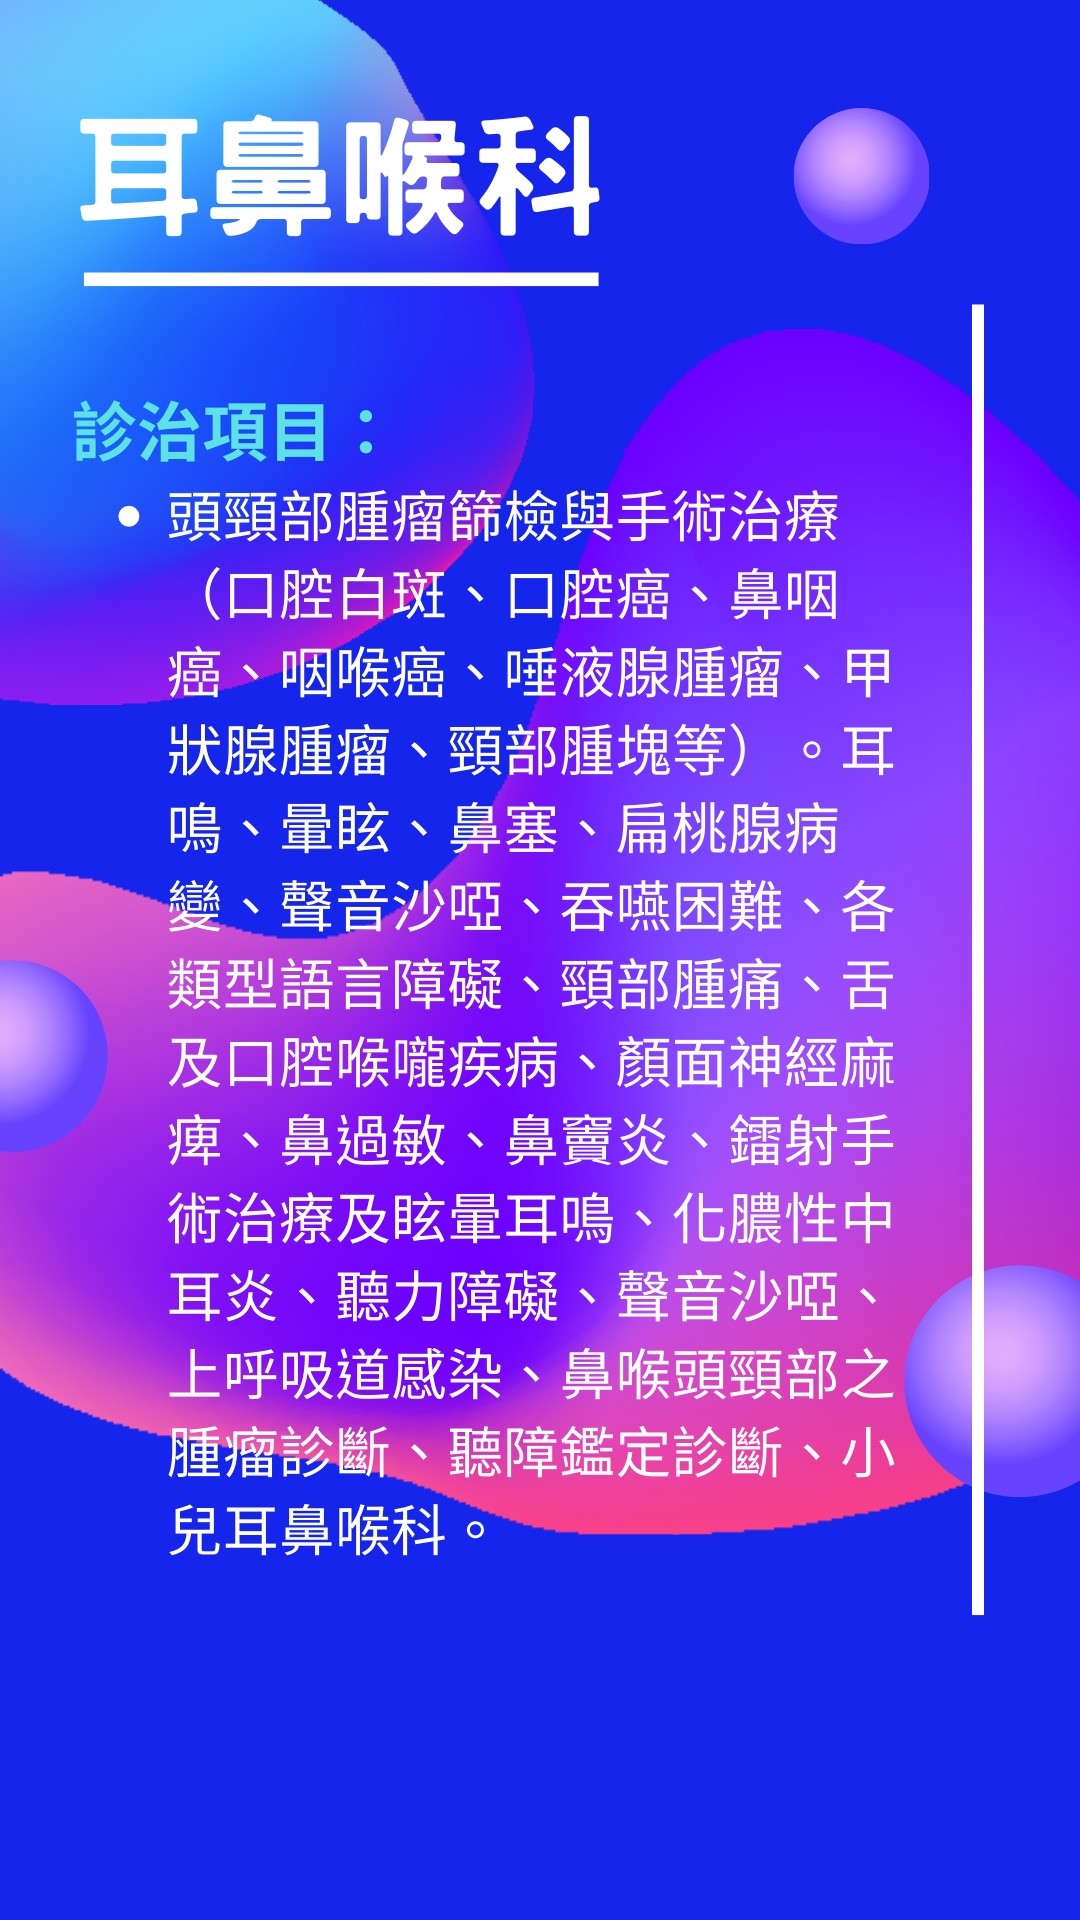 耳鼻喉科
診治項目：
• 頭頸部腫瘤篩檢與手術治療
（口腔白斑、口腔癌、鼻咽
癌、咽喉癌、唾液腺腫瘤、甲
狀腺腫瘤、頸部腫塊等）。耳
鳴、暈眩、鼻塞、扁桃腺病
變、聲音沙啞、吞嚥困難、各
類型語言障礙、頸部腫痛、舌
及口腔喉嚨疾病、顏面神經麻
痺、鼻過敏、鼻竇炎、鐳射手
術治療及眩暈耳鳴、化膿性中
耳炎、聽力障礙、聲音沙啞、
上呼吸道感染、鼻喉頭頸部之
腫瘤診斷、聽障鑑定診斷、小
兒耳鼻喉科。